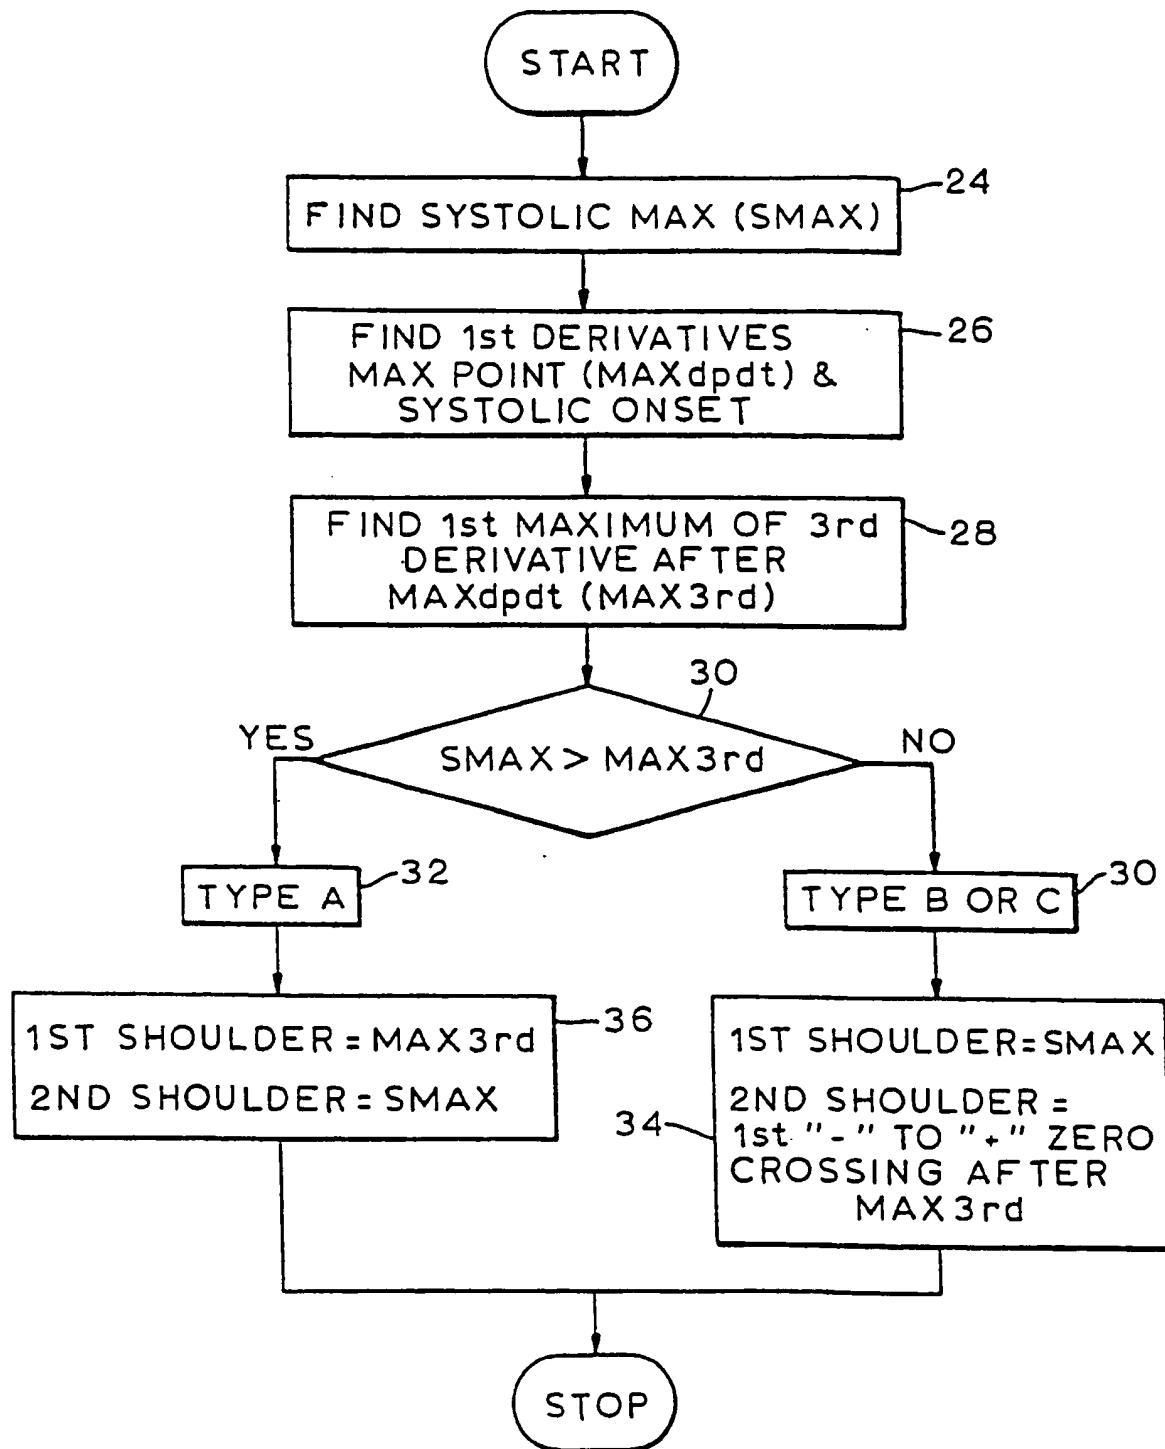 START
24
FIND SYSTOLIC MAX (SMAX)
26
FIND 1st DERIVATIVES
MAX POINT (MAXdpdt) &
SYSTOLIC ONSET
28
FIND 1st MAXIMUM OF 3rd
DERIVATIVE AFTER
MAXdpdt (MAX3rd)
30
YES
SMAX > MAX3rd
NO
32
TYPE A
30
TYPE B OR C
36
1ST SHOULDER = MAX3rd
2ND SHOULDER = SMAX
34
1ST SHOULDER=SMAX
2ND SHOULDER =
1st "-" TO "+" ZERO
CROSSING AFTER
MAX3rd
STOP